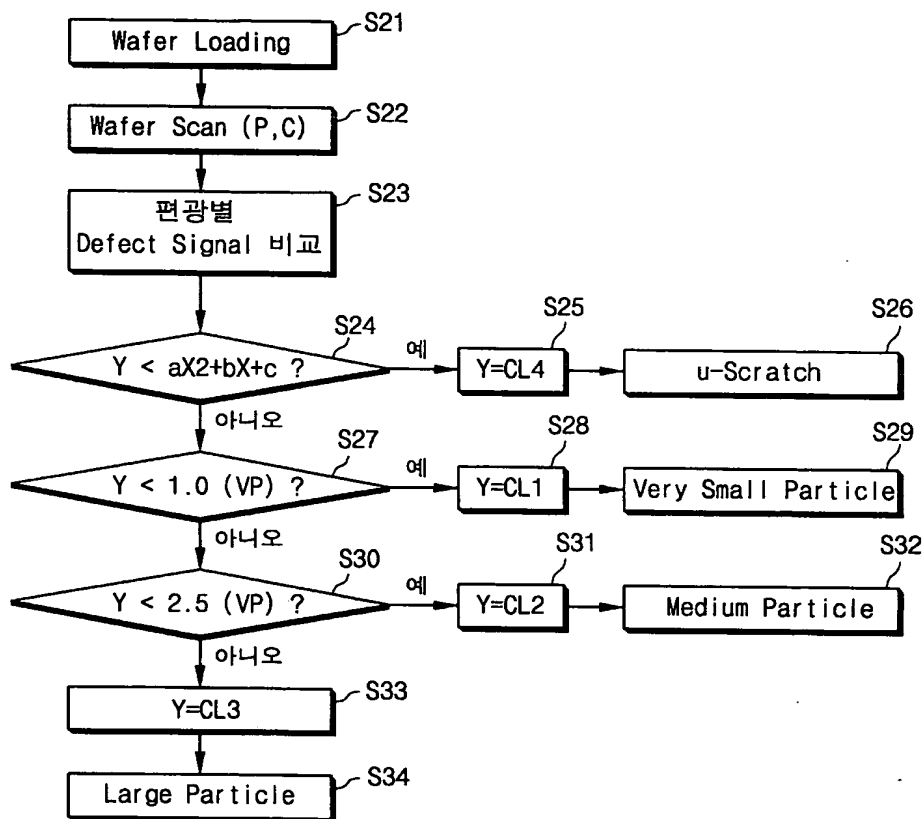 S21
Wafer Loading
S22
Wafer Scan (P,C)
S23
편광별
Defect Signal 비교
S24
Y < aX2+bX+c ?
예
S25
Y=CL4
S26
u-Scratch
아니오
S27
Y < 1.0 (VP) ?
예
S28
Y=CL1
S29
Very Small Particle
아니오
S30
Y < 2.5 (VP) ?
예
S31
Y=CL2
S32
Medium Particle
아니오
S33
Y=CL3
S34
Large Particle